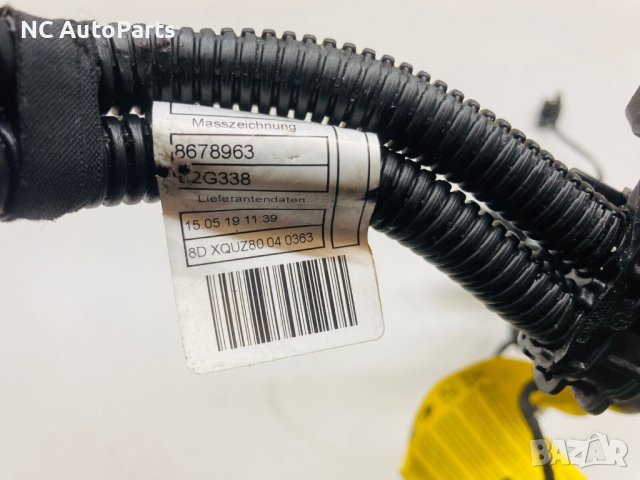 NC AutoParts
Masszeichnung
8678963
2G338
Lieferantendaten
15.05.19 11:39
8D XQUZ80 04 0363
BAZAR